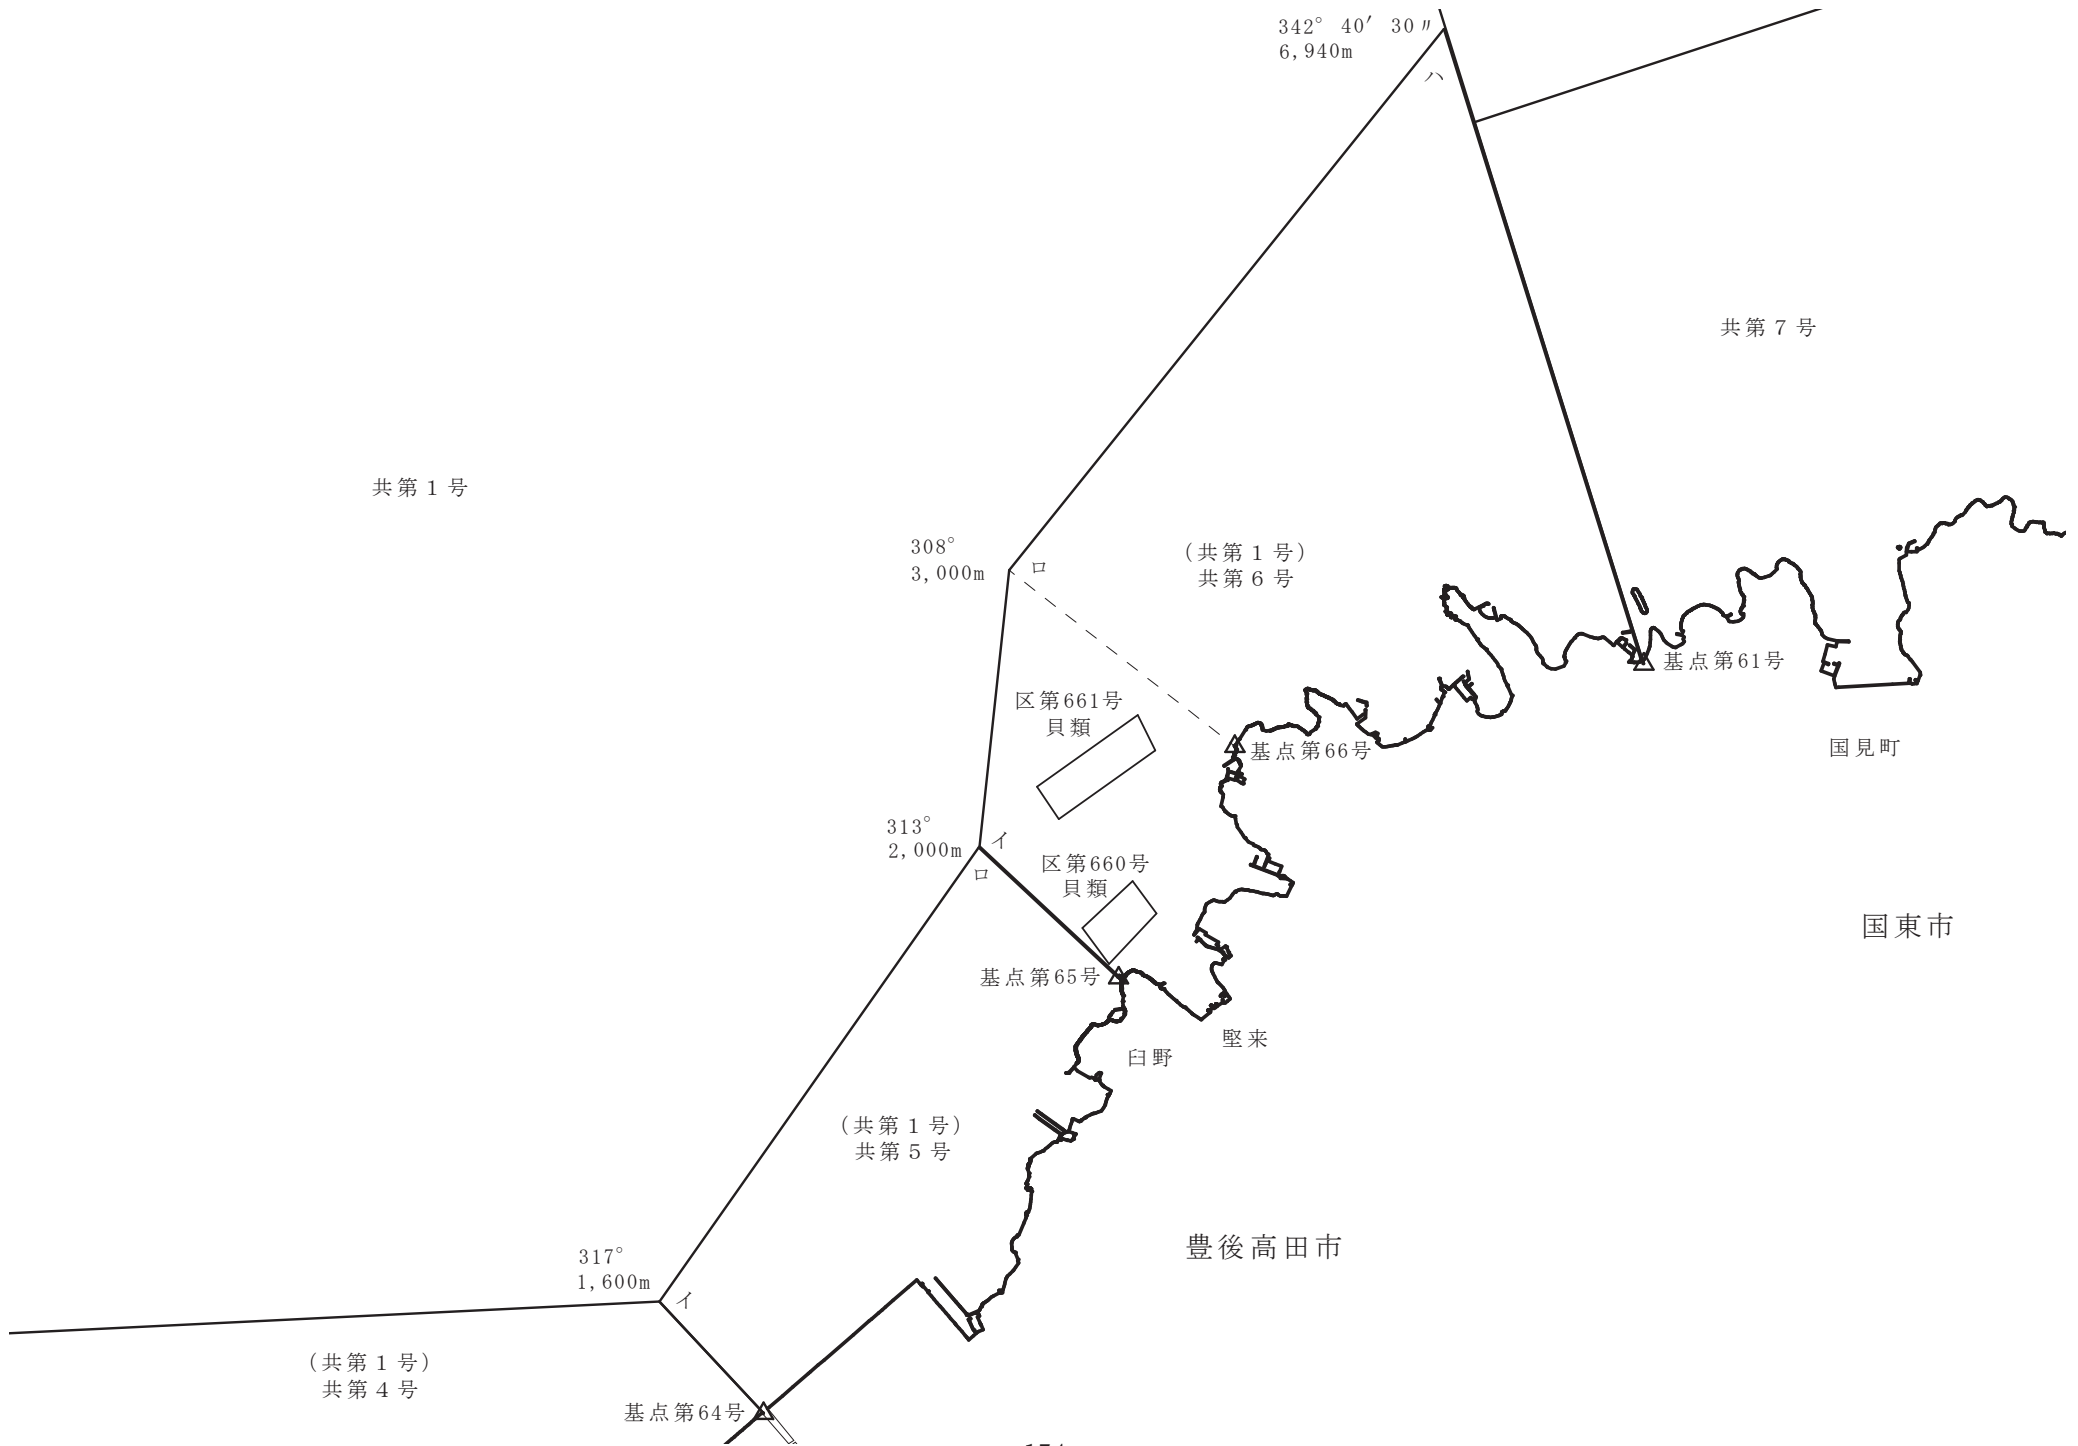 342° 40′ 30〃
6,940m
ハ
共第７号
共第１号
308°
3,000m
ロ
（共第１号）
共第６号
基点第61号
区第661号
貝類
基点第66号
国見町
313°
2,000m
イ
ロ
区第660号
貝類
国東市
基点第65号
堅来
臼野
（共第１号）
共第５号
豊後高田市
317°
1,600m
イ
（共第１号）
共第４号
基点第64号